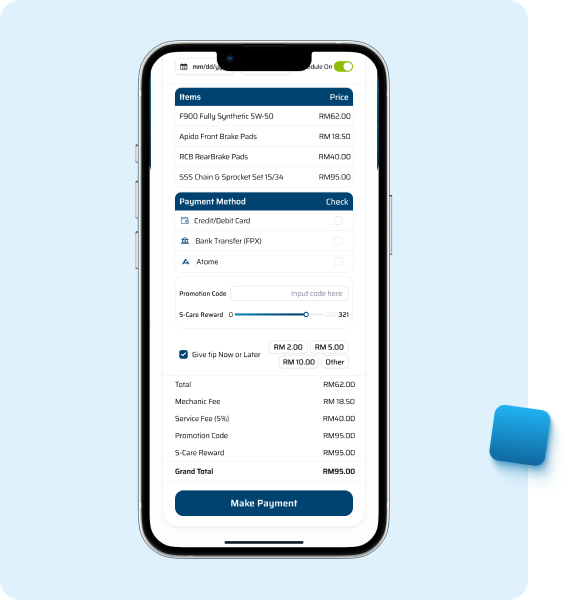 mm/dd/yy
dule On
Items Price
F900 Fully Synthetic 5W-50 RM62.00
Apido Front Brake Pads RM 18.50
RCB RearBrake Pads RM40.00
SSS Chain & Sprocket Set 15/34 RM95.00
Payment Method Check
Credit/Debit Card
Bank Transfer (FPX)
Atome
Promotion Code Input code here
S-Care Reward 0 321
Give tip Now or Later
RM 2.00 RM 5.00
RM 10.00 Other
Total RM62.00
Mechanic Fee RM 18.50
Service Fee (5%) RM40.00
Promotion Code RM95.00
S-Care Reward RM95.00
Grand Total RM95.00
Make Payment